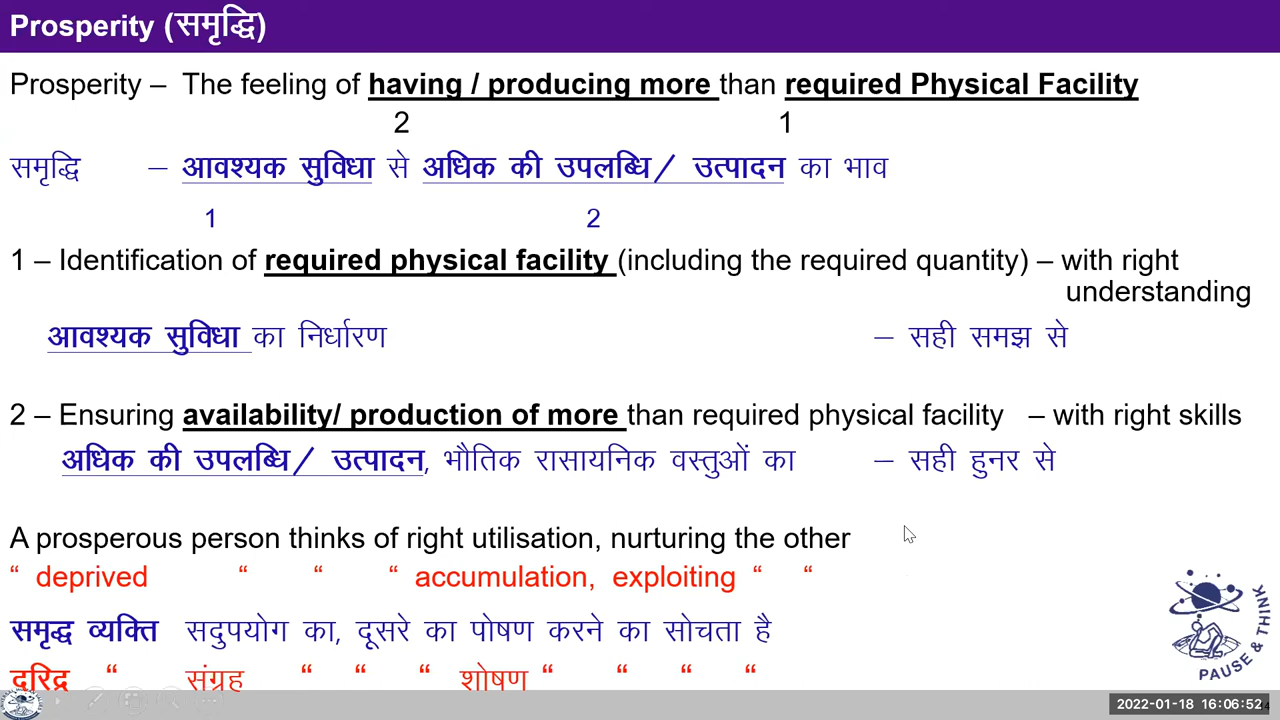 Prosperity (समृद्धि)
Prosperity – The feeling of having / producing more than required Physical Facility
2 1
समृद्धि – आवश्यक सुविधा से अधिक की उपलब्धि/ उत्पादन का भाव
1 2
1 – Identification of required physical facility (including the required quantity) – with right
understanding
आवश्यक सुविधा का निर्धारण – सही समझ से
2 – Ensuring availability/ production of more than required physical facility – with right skills
अधिक की उपलब्धि/ उत्पादन, भौतिक रासायनिक वस्तुओं का – सही हुनर से
A prosperous person thinks of right utilisation, nurturing the other
“ deprived “ “ “ accumulation, exploiting “ “
समृद्ध व्यक्ति सदुपयोग का, दूसरे का पोषण करने का सोचता है
दरिद्र “ संग्रह “ “ “ शोषण “ “ “ “
PAUSE & THINK
2022-01-18 16:06:52